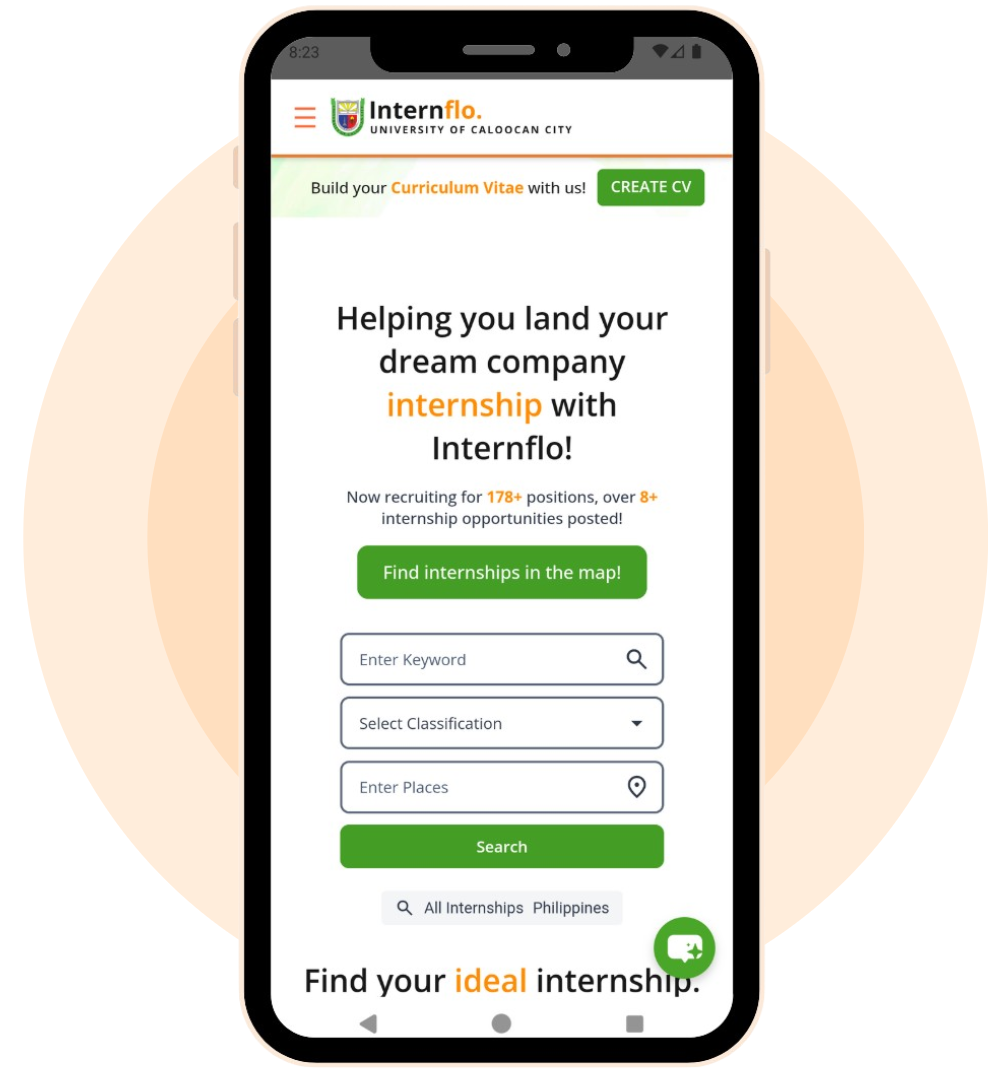 8:23
Internflo.
UNIVERSITY OF CALOOCAN CITY
Build your Curriculum Vitae with us! CREATE CV
Helping you land your
dream company
internship with
Internflo!
Now recruiting for 178+ positions, over 8+
internship opportunities posted!
Find internships in the map!
Enter Keyword
Select Classification
Enter Places
Search
All Internships Philippines
Find your ideal internship.